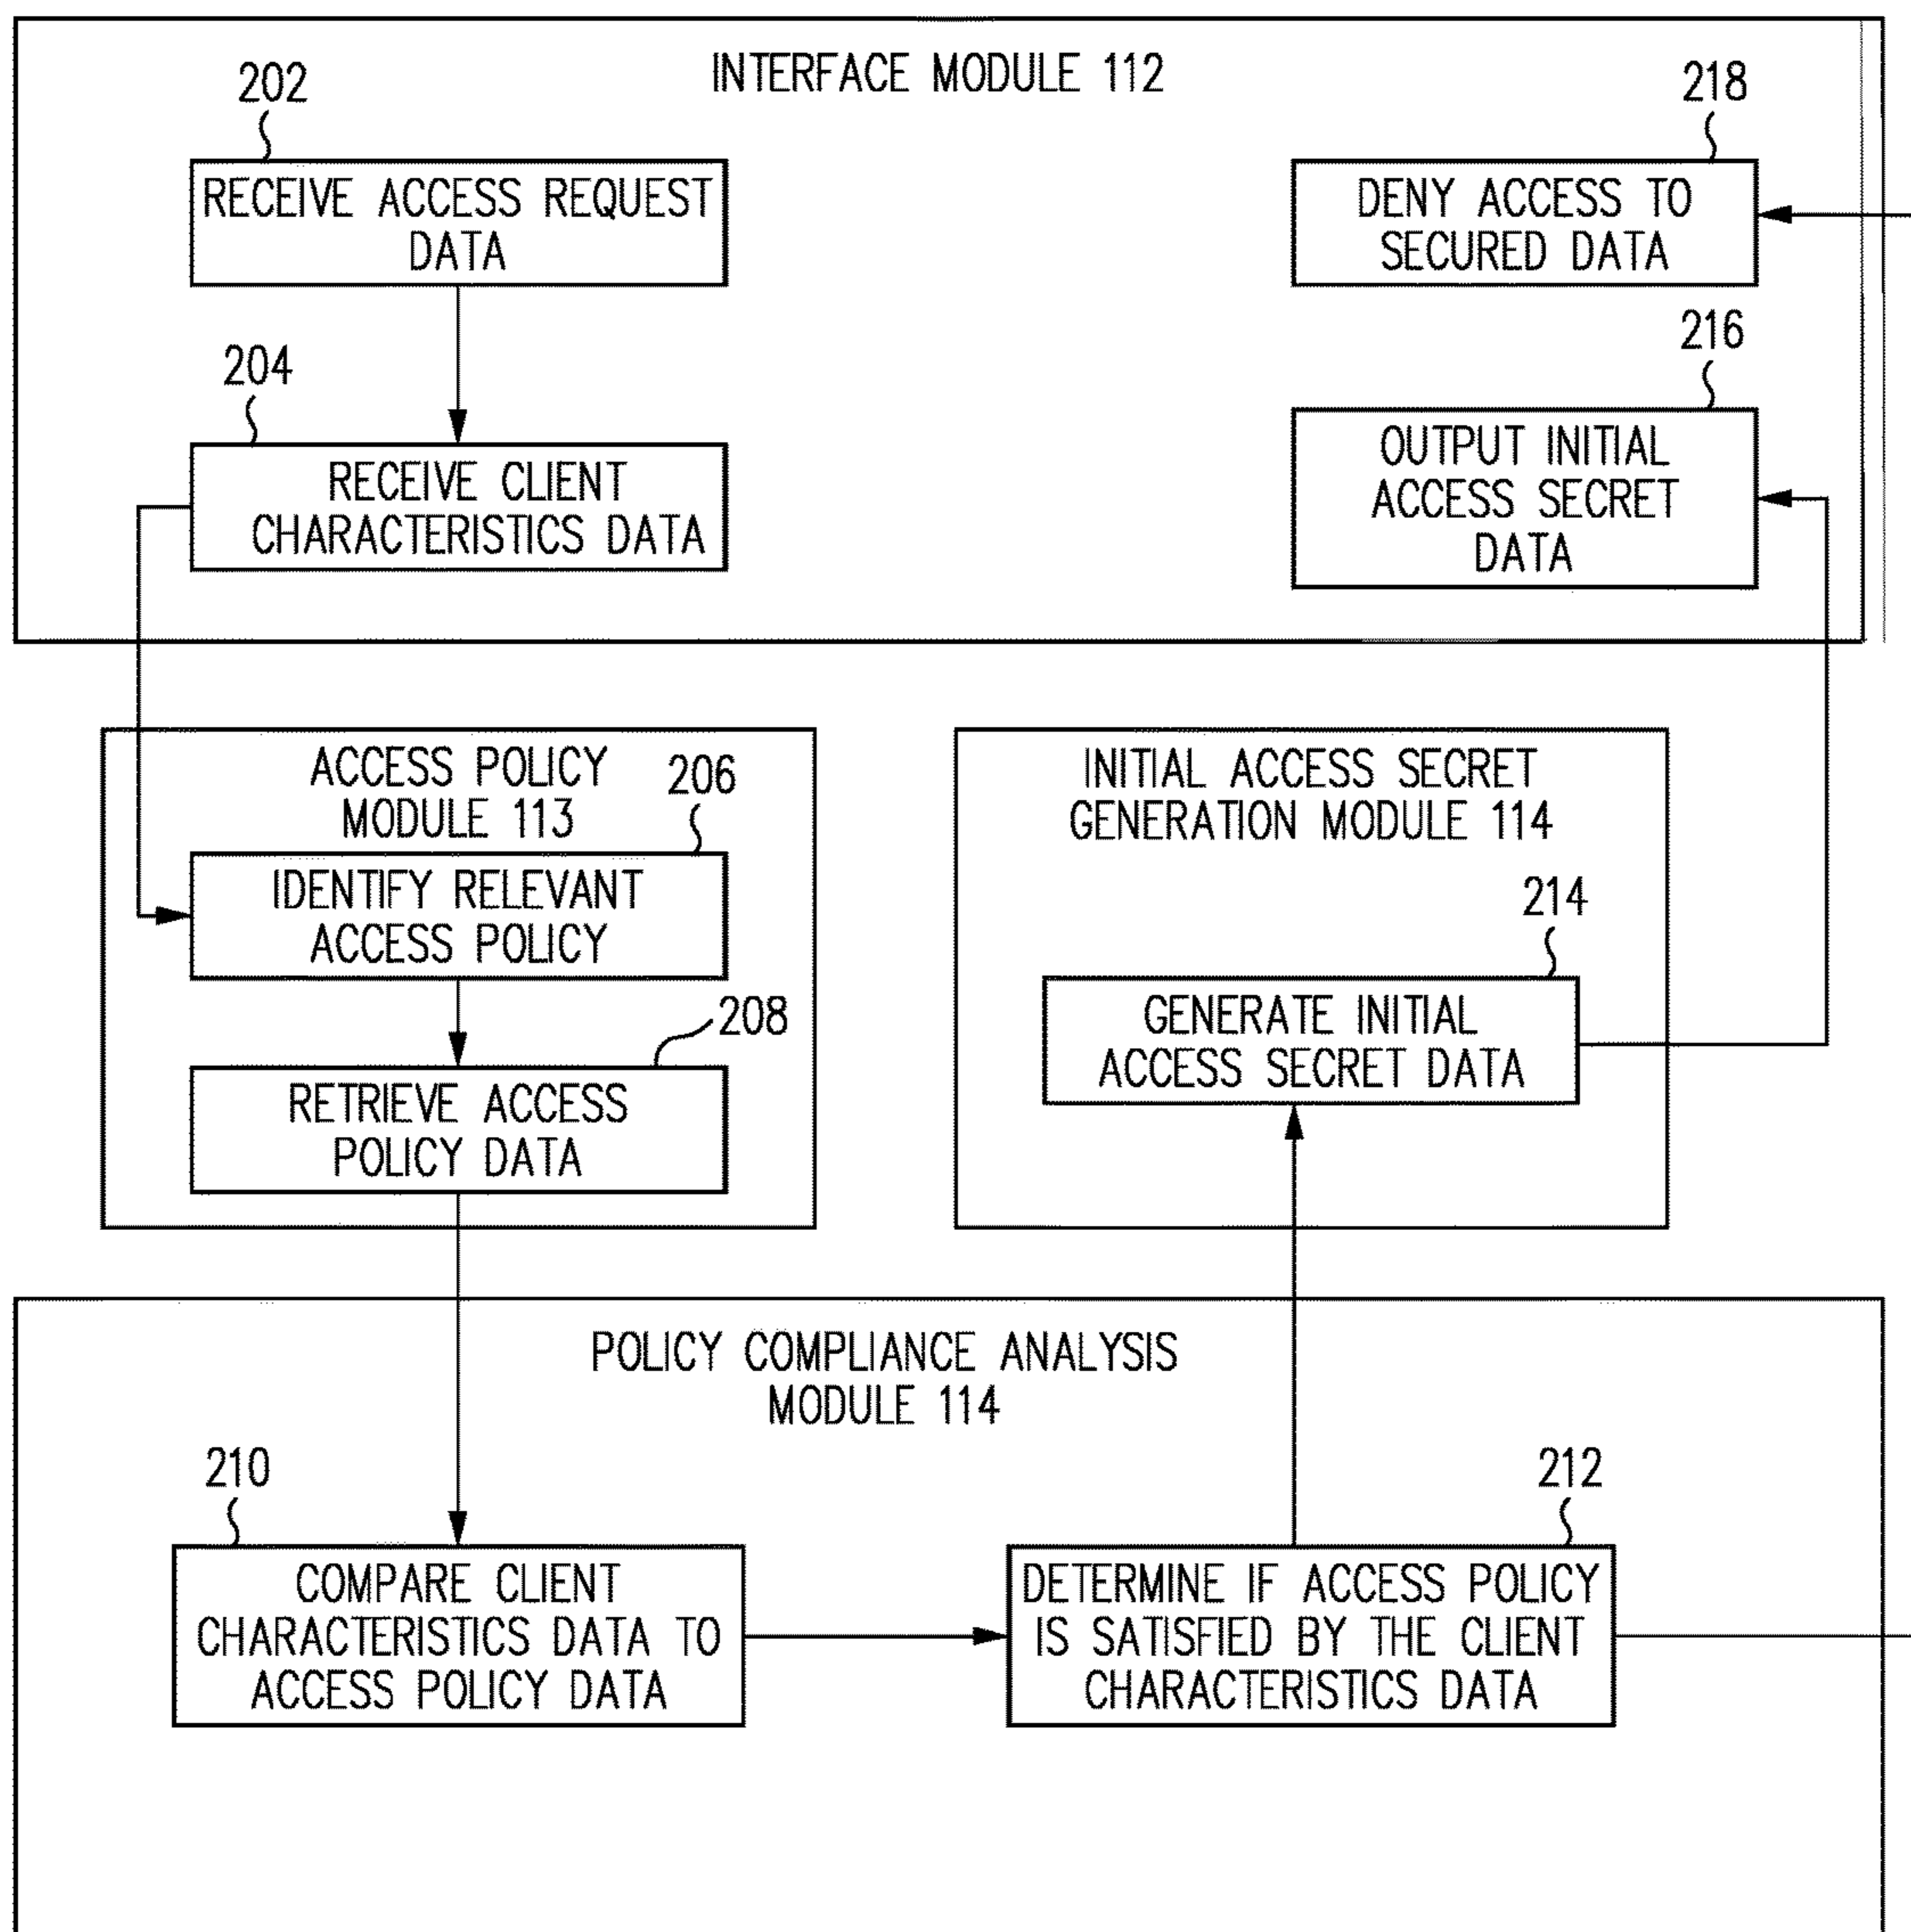 INTERFACE MODULE 112
202
RECEIVE ACCESS REQUEST
DATA
204
RECEIVE CLIENT
CHARACTERISTICS DATA
218
DENY ACCESS TO
SECURED DATA
216
OUTPUT INITIAL
ACCESS SECRET
DATA
ACCESS POLICY
MODULE 113
206
IDENTIFY RELEVANT
ACCESS POLICY
208
RETRIEVE ACCESS
POLICY DATA
INITIAL ACCESS SECRET
GENERATION MODULE 114
214
GENERATE INITIAL
ACCESS SECRET DATA
POLICY COMPLIANCE ANALYSIS
MODULE 114
210
COMPARE CLIENT
CHARACTERISTICS DATA TO
ACCESS POLICY DATA
212
DETERMINE IF ACCESS POLICY
IS SATISFIED BY THE CLIENT
CHARACTERISTICS DATA